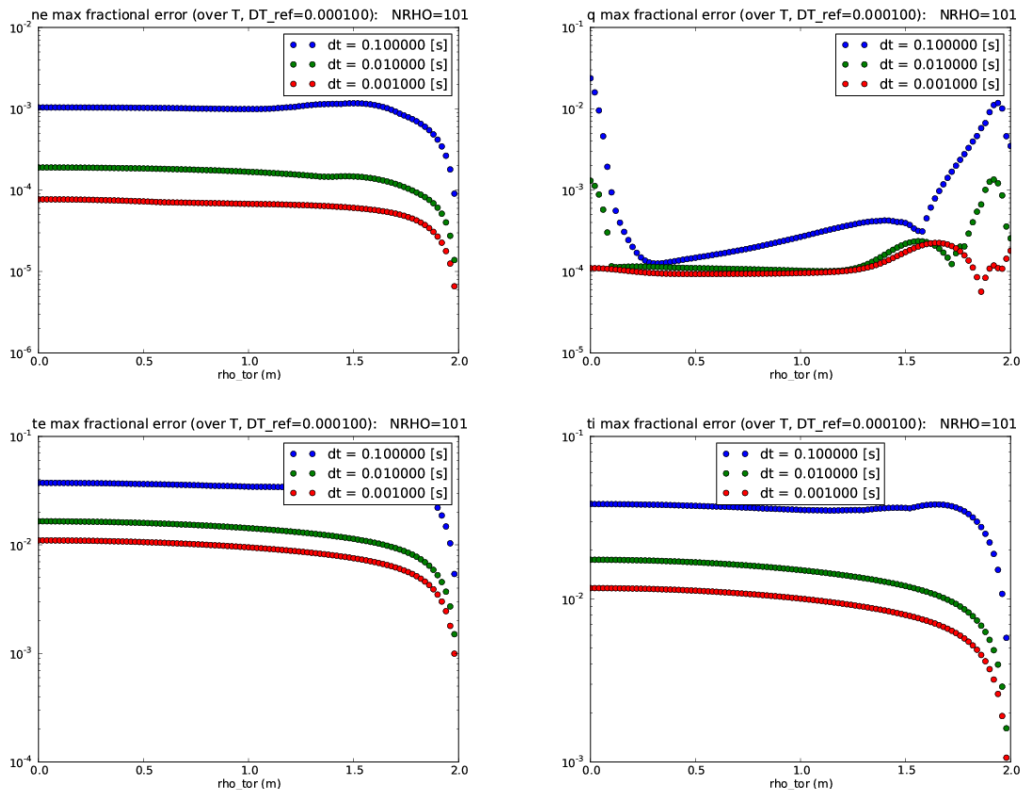 ne max fractional error (over T, DT_ref=0.000100):   NRHO=101
dt = 0.100000 [s]
dt = 0.010000 [s]
dt = 0.001000 [s]
10^-2
10^-3
10^-4
10^-5
10^-6
0.0 0.5 1.0 1.5 2.0
rho_tor (m)
q max fractional error (over T, DT_ref=0.000100):   NRHO=101
dt = 0.100000 [s]
dt = 0.010000 [s]
dt = 0.001000 [s]
10^-1
10^-2
10^-3
10^-4
10^-5
0.0 0.5 1.0 1.5 2.0
rho_tor (m)
te max fractional error (over T, DT_ref=0.000100):   NRHO=101
dt = 0.100000 [s]
dt = 0.010000 [s]
dt = 0.001000 [s]
10^-1
10^-2
10^-3
10^-4
0.0 0.5 1.0 1.5 2.0
rho_tor (m)
ti max fractional error (over T, DT_ref=0.000100):   NRHO=101
dt = 0.100000 [s]
dt = 0.010000 [s]
dt = 0.001000 [s]
10^-1
10^-2
10^-3
0.0 0.5 1.0 1.5 2.0
rho_tor (m)